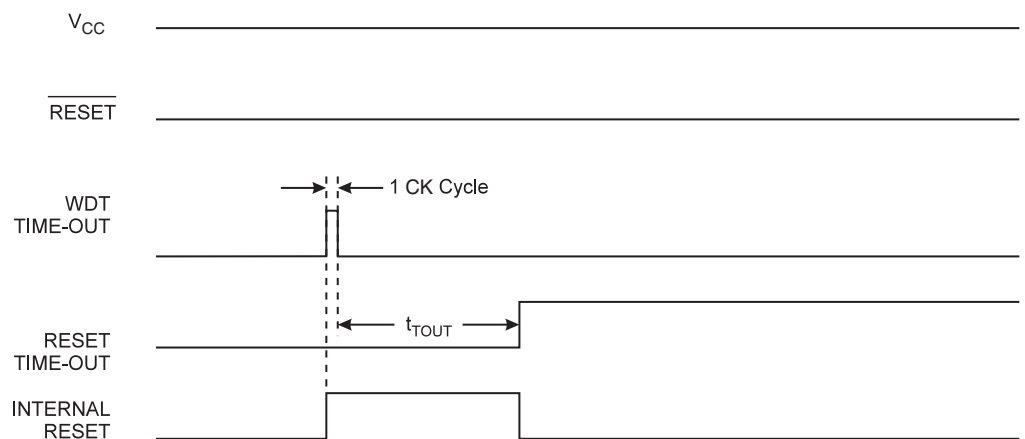 VCC
RESET
1 CK Cycle
WDT
TIME-OUT
tTOUT
RESET
TIME-OUT
INTERNAL
RESET